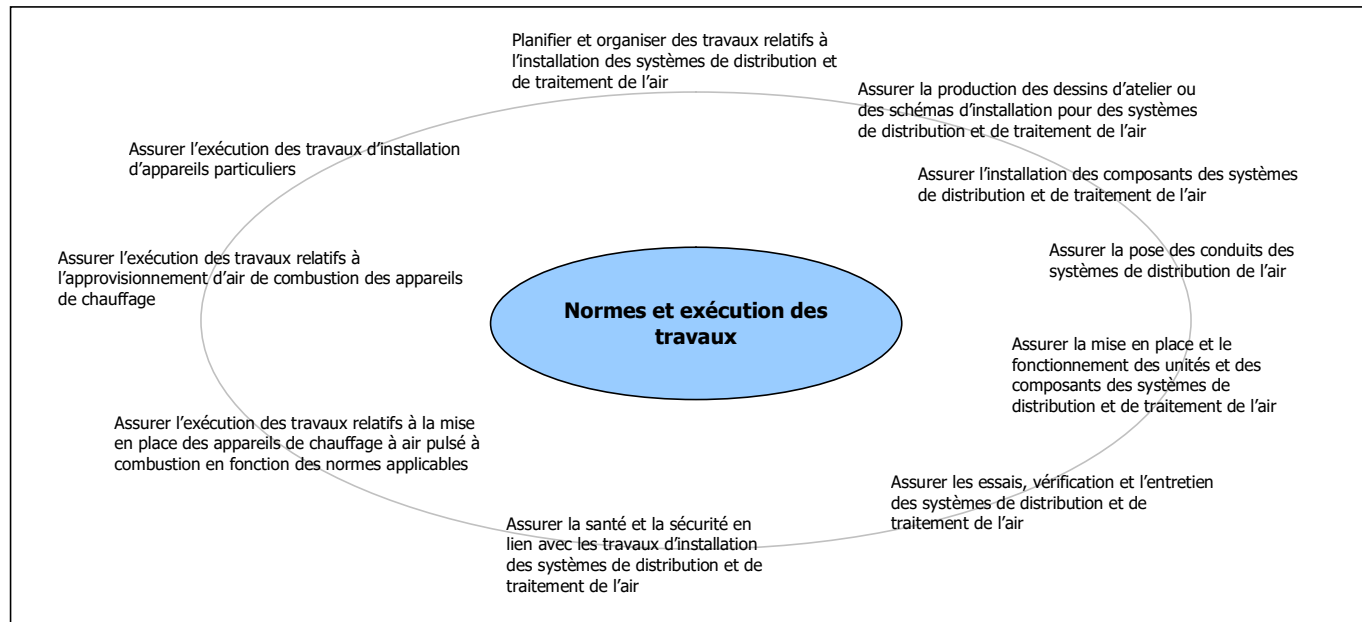 Planifier et organiser des travaux relatifs à
l'installation des systèmes de distribution et
de traitement de l'air
Assurer la production des dessins d'atelier ou
des schémas d'installation pour des systèmes
de distribution et de traitement de l'air
Assurer l'installation des composants des systèmes
de distribution et de traitement de l'air
Assurer la pose des conduits des
systèmes de distribution de l'air
Assurer la mise en place et le
fonctionnement des unités et des
composants des systèmes de
distribution et de traitement de l'air
Assurer les essais, vérification et l'entretien
des systèmes de distribution et de
traitement de l'air
Assurer la santé et la sécurité en
lien avec les travaux d'installation
des systèmes de distribution et de
traitement de l'air
Assurer l'exécution des travaux relatifs à la mise
en place des appareils de chauffage à air pulsé à
combustion en fonction des normes applicables
Assurer l'exécution des travaux relatifs à
l'approvisionnement d'air de combustion des appareils
de chauffage
Assurer l'exécution des travaux d'installation
d'appareils particuliers
Normes et exécution des
travaux